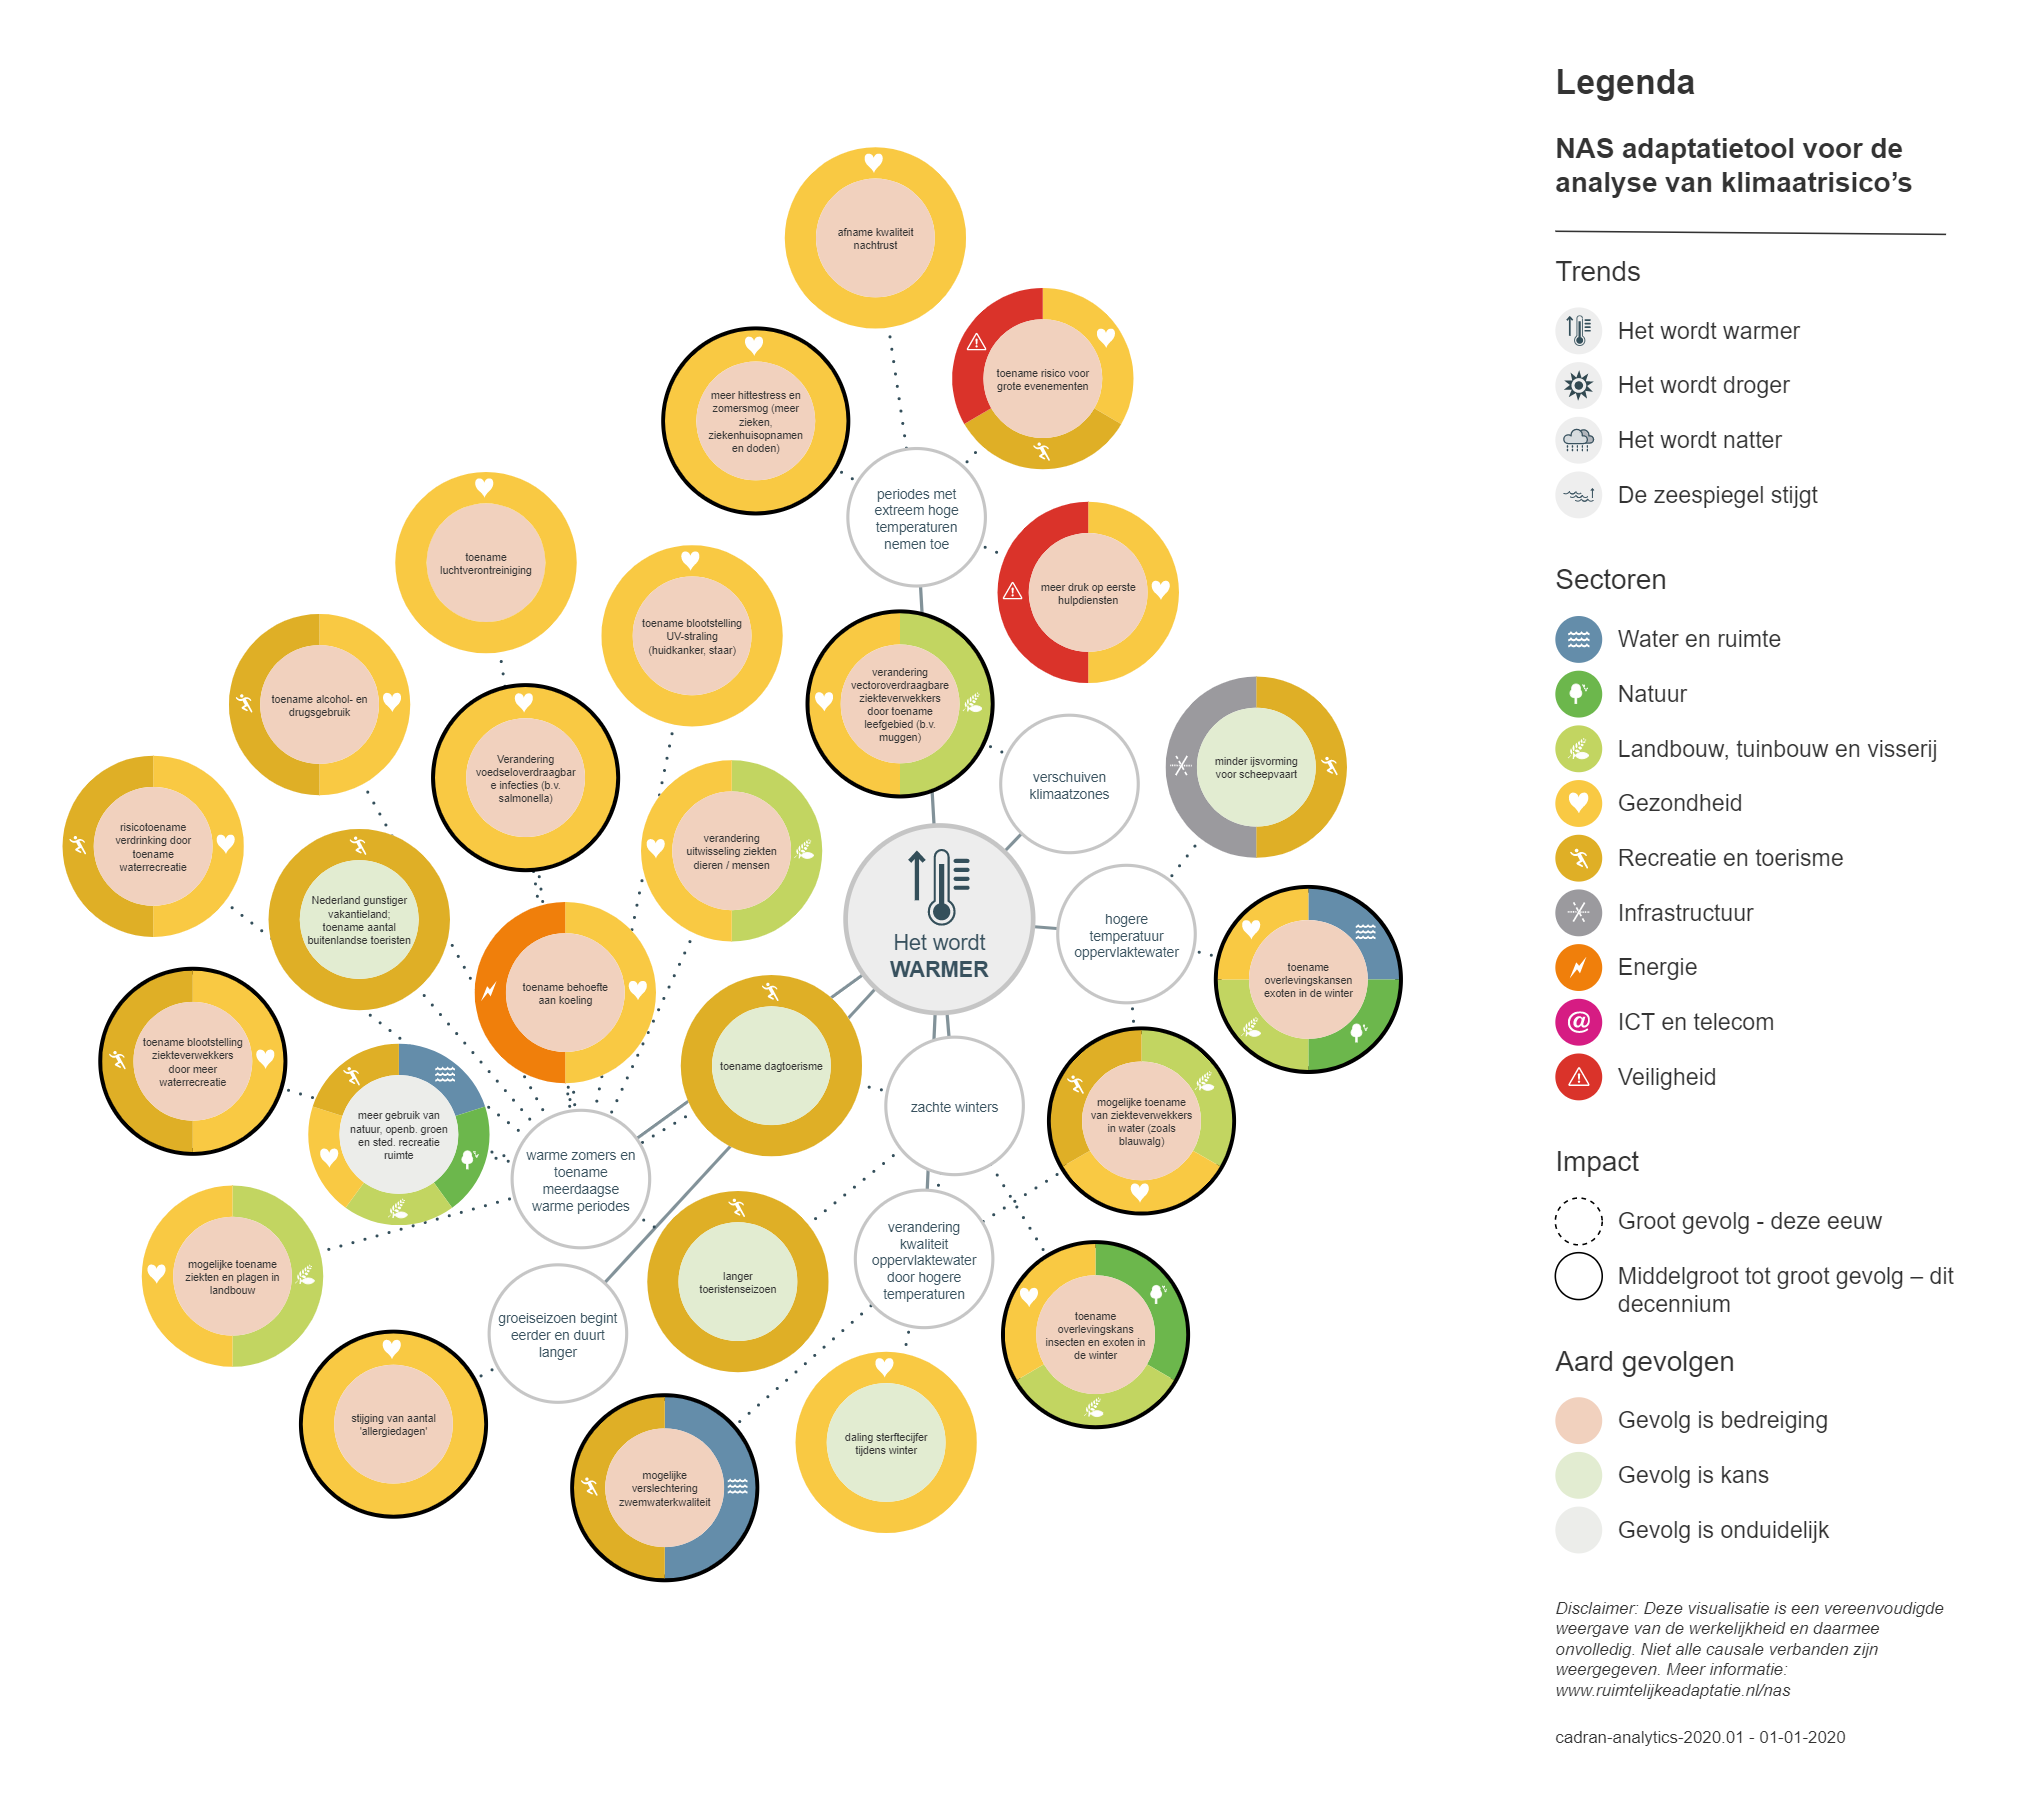 afname kwaliteit
nachtrust
toename risico voor
grote evenementen
meer hittestress en
zomersmog (meer
zieken,
ziekenhuisopnamen
en doden)
periodes met
extreem hoge
temperaturen
nemen toe
toename
luchtverontreiniging
toename blootstelling
UV-straling
(huidkanker, staar)
meer druk op eerste
hulpdiensten
verandering
vectoroverdraagbare
ziekteverwekkers
door toename
leefgebied (b.v.
muggen)
toename alcohol- en
drugsgebruik
Verandering
voedseloverdraagbar
e infecties (b.v.
salmonella)
verschuiven
klimaatzones
minder ijsvorming
voor scheepvaart
risicotoename
verdrinking door
toename
waterrecreatie
verandering
uitwisseling ziekten
dieren / mensen
Nederland gunstiger
vakantieland;
toename aantal
buitenlandse toeristen
Het wordt
WARMER
hogere
temperatuur
oppervlaktewater
toename
overlevingskansen
exoten in de winter
toename behoefte
aan koeling
toename blootstelling
ziekteverwekkers
door meer
waterrecreatie
toename dagtoerisme
zachte winters
mogelijke toename
van ziekteverwekkers
in water (zoals
blauwalg)
meer gebruik van
natuur, openb. groen
en sted. recreatie
ruimte
warme zomers en
toename
meerdaagse
warme periodes
mogelijke toename
ziekten en plagen in
landbouw
langer
toeristenseizoen
verandering
kwaliteit
oppervlaktewater
door hogere
temperaturen
groeiseizoen begint
eerder en duurt
langer
toename
overlevingskans
insecten en exoten in
de winter
stijging van aantal
'allergiedagen'
daling sterftecijfer
tijdens winter
mogelijke
verslechtering
zwemwaterkwaliteit
Legenda
NAS adaptatietool voor de
analyse van klimaatrisico's
Trends
Het wordt warmer
Het wordt droger
Het wordt natter
De zeespiegel stijgt
Sectoren
Water en ruimte
Natuur
Landbouw, tuinbouw en visserij
Gezondheid
Recreatie en toerisme
Infrastructuur
Energie
@ ICT en telecom
Veiligheid
Impact
Groot gevolg - deze eeuw
Middelgroot tot groot gevolg – dit
decennium
Aard gevolgen
Gevolg is bedreiging
Gevolg is kans
Gevolg is onduidelijk
Disclaimer: Deze visualisatie is een vereenvoudigde
weergave van de werkelijkheid en daarmee
onvolledig. Niet alle causale verbanden zijn
weergegeven. Meer informatie:
www.ruimtelijkeadaptatie.nl/nas
cadran-analytics-2020.01 - 01-01-2020